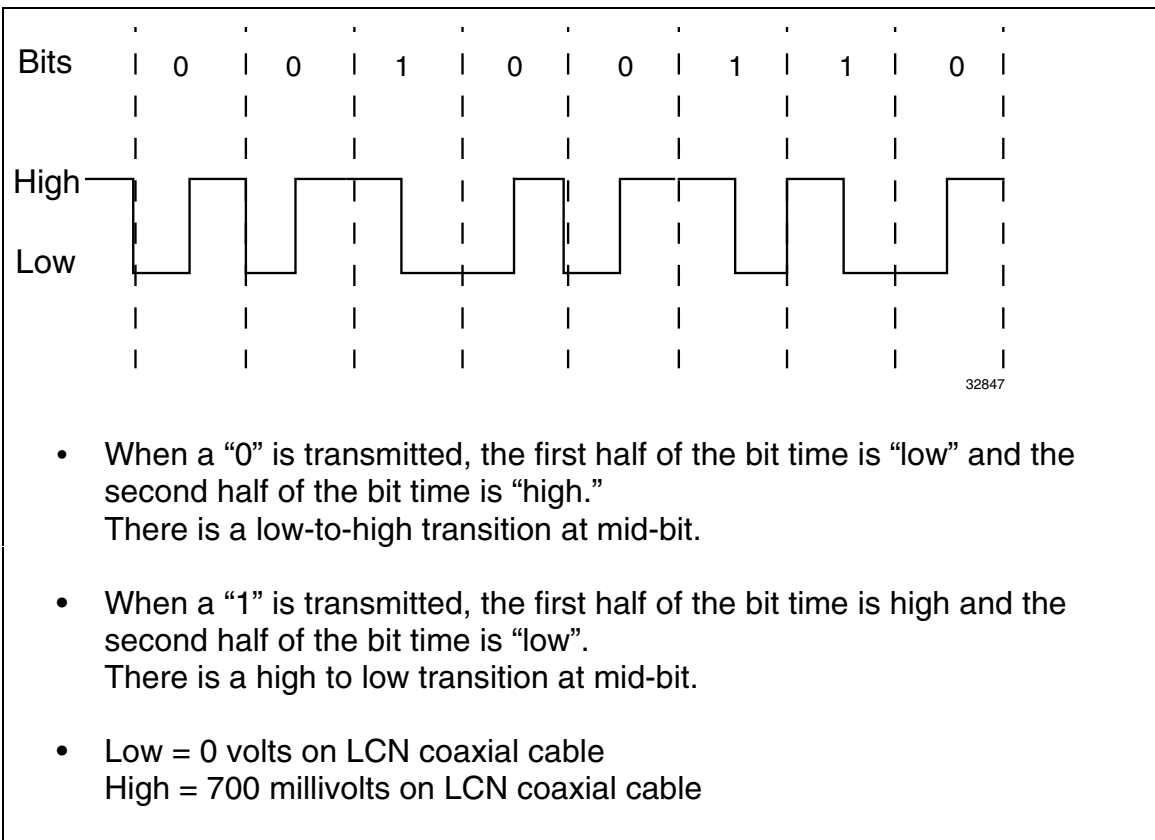 Bits 0 0 1 0 0 1 1 0
High
Low
32847
• When a “0” is transmitted, the first half of the bit time is “low” and the
second half of the bit time is “high.”
There is a low-to-high transition at mid-bit.
• When a “1” is transmitted, the first half of the bit time is high and the
second half of the bit time is “low”.
There is a high to low transition at mid-bit.
• Low = 0 volts on LCN coaxial cable
High = 700 millivolts on LCN coaxial cable